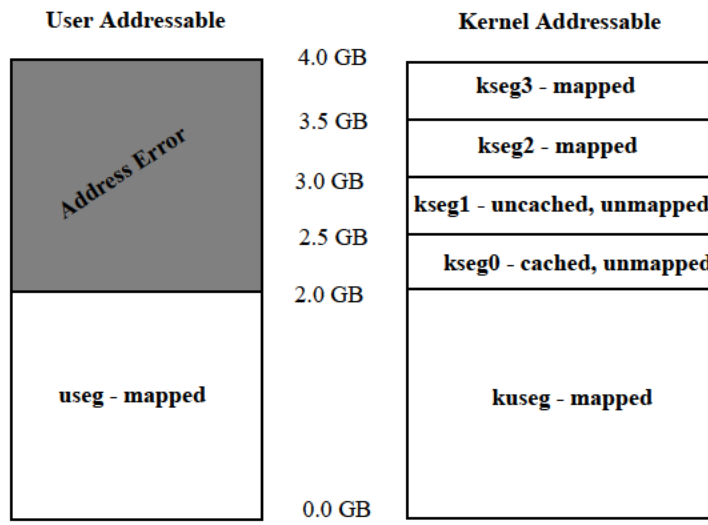 User Addressable
Kernel Addressable
4.0 GB
kseg3 - mapped
3.5 GB
kseg2 - mapped
Address Error
3.0 GB
kseg1 - uncached, unmapped
2.5 GB
kseg0 - cached, unmapped
2.0 GB
useg - mapped
kuseg - mapped
0.0 GB